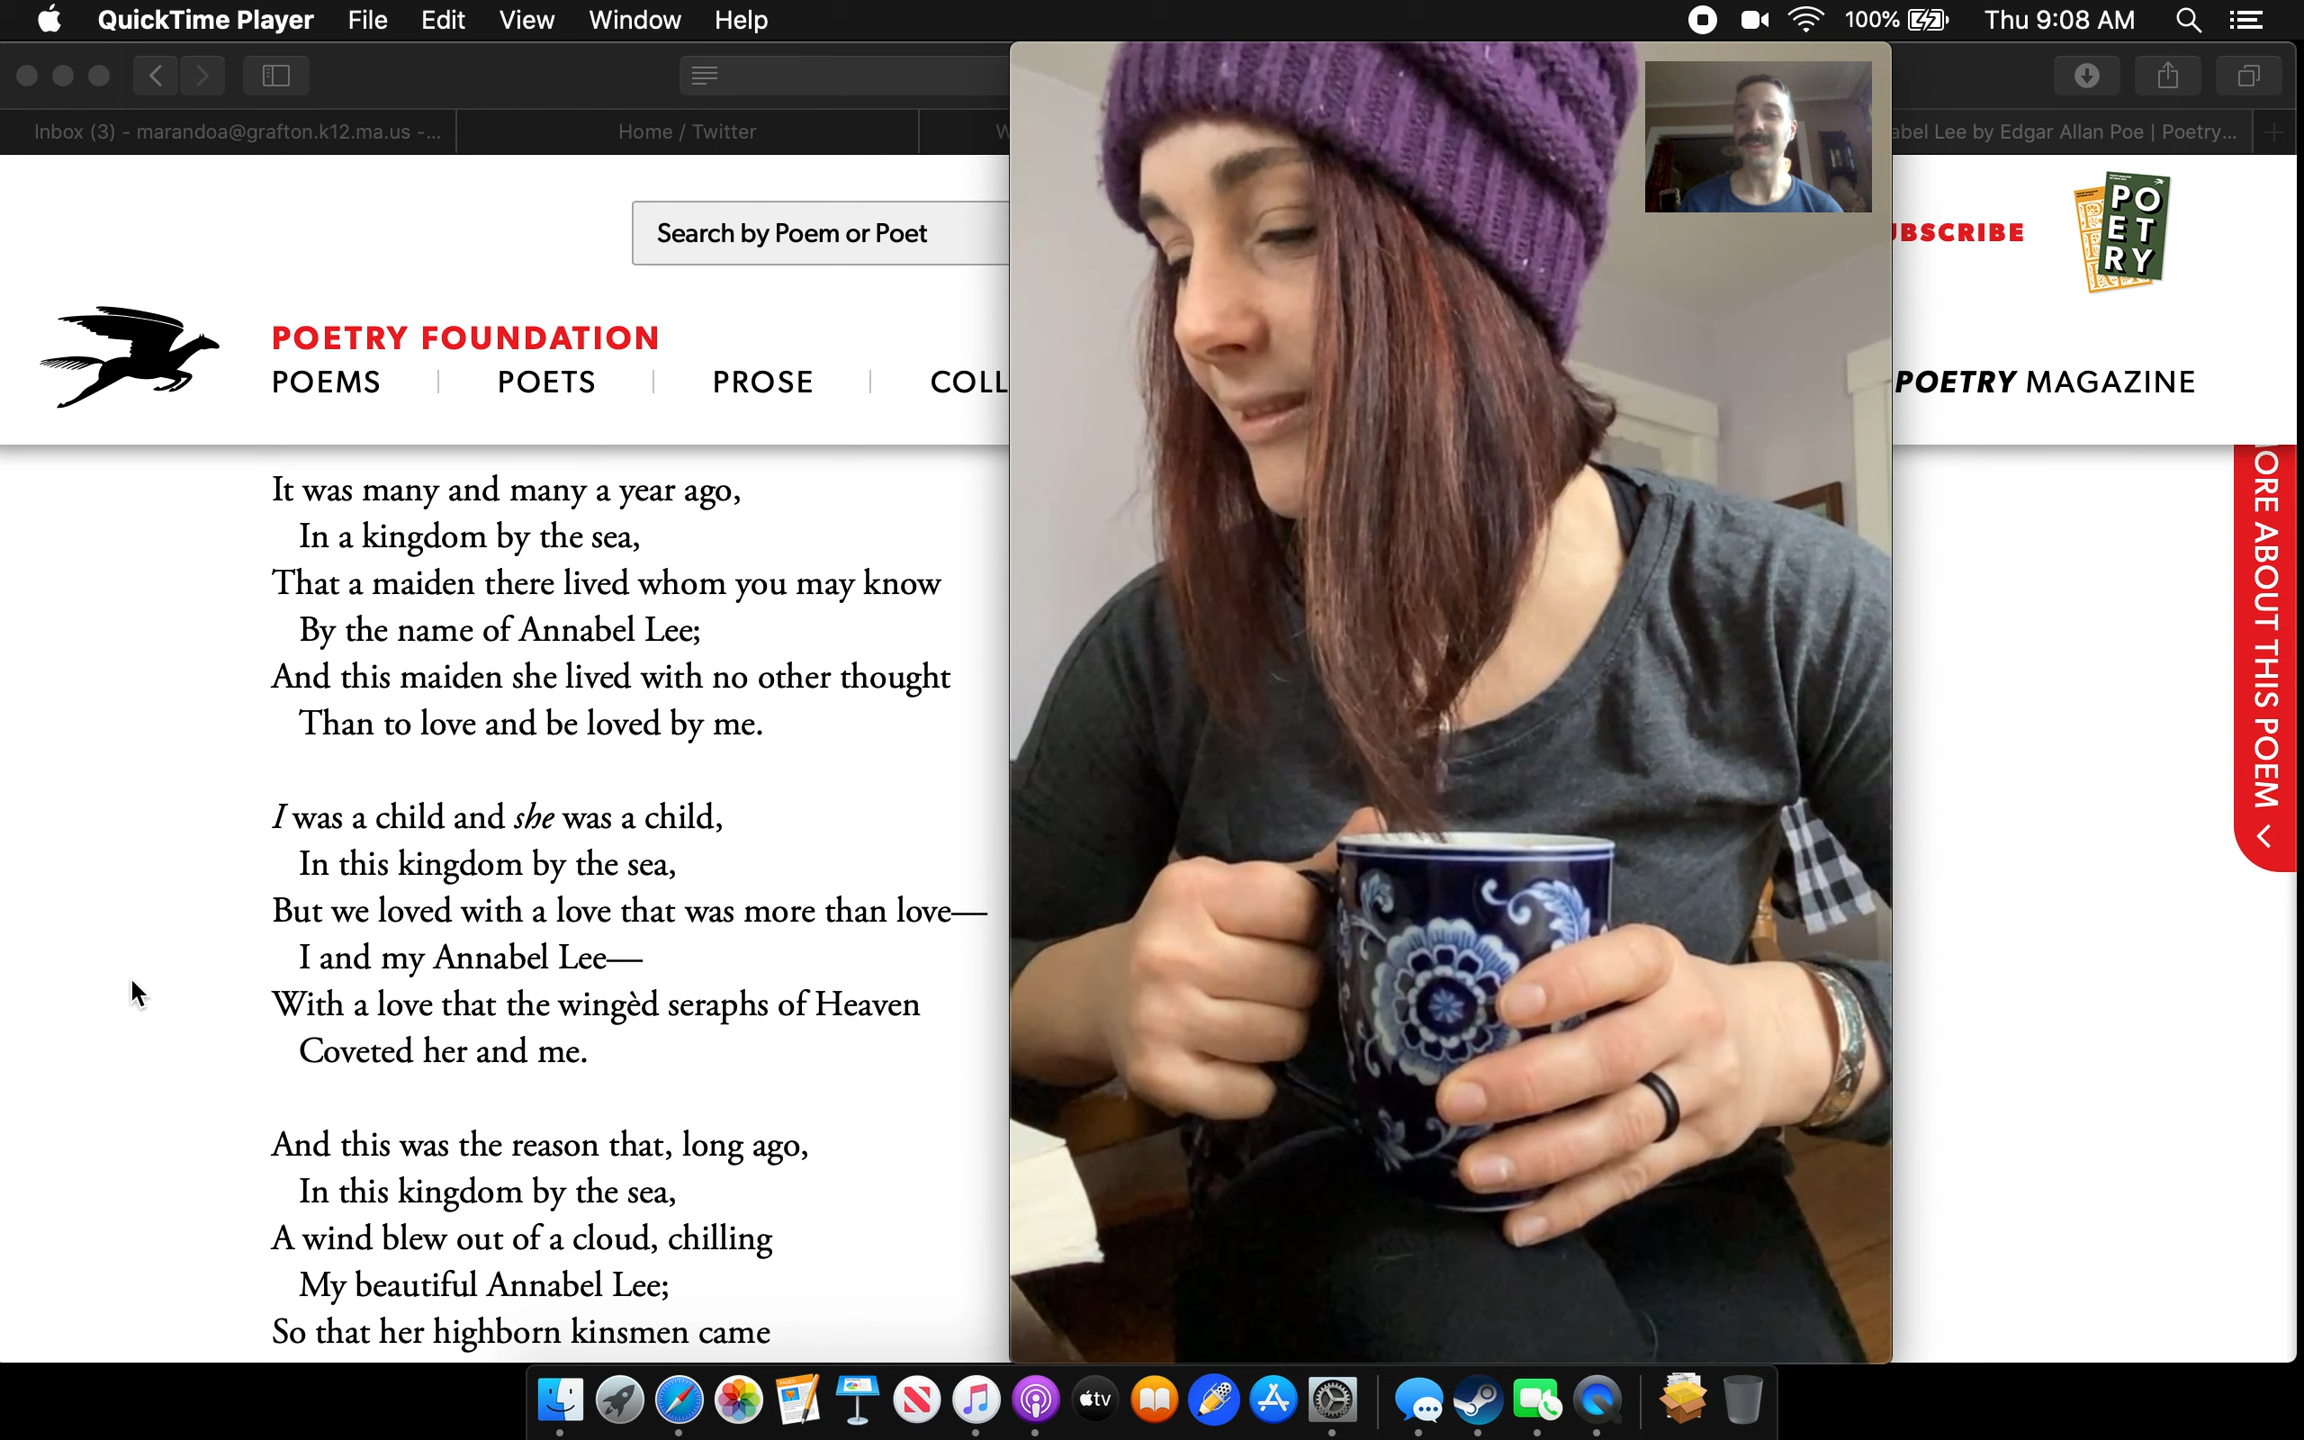 QuickTime Player File Edit View Window Help 100% Thu 9:08 AM
Inbox (3) - marandoa@grafton.k12.ma.us -... Home / Twitter W abel Lee by Edgar Allan Poe | Poetry...
Search by Poem or Poet
UBSCRIBE
PO
ET
RY
POETRY FOUNDATION
POEMS | POETS | PROSE | COLL
POETRY MAGAZINE
ORE ABOUT THIS POEM
It was many and many a year ago,
In a kingdom by the sea,
That a maiden there lived whom you may know
By the name of Annabel Lee;
And this maiden she lived with no other thought
Than to love and be loved by me.
I was a child and she was a child,
In this kingdom by the sea,
But we loved with a love that was more than love—
I and my Annabel Lee—
With a love that the wingèd seraphs of Heaven
Coveted her and me.
And this was the reason that, long ago,
In this kingdom by the sea,
A wind blew out of a cloud, chilling
My beautiful Annabel Lee;
So that her highborn kinsmen came
tv